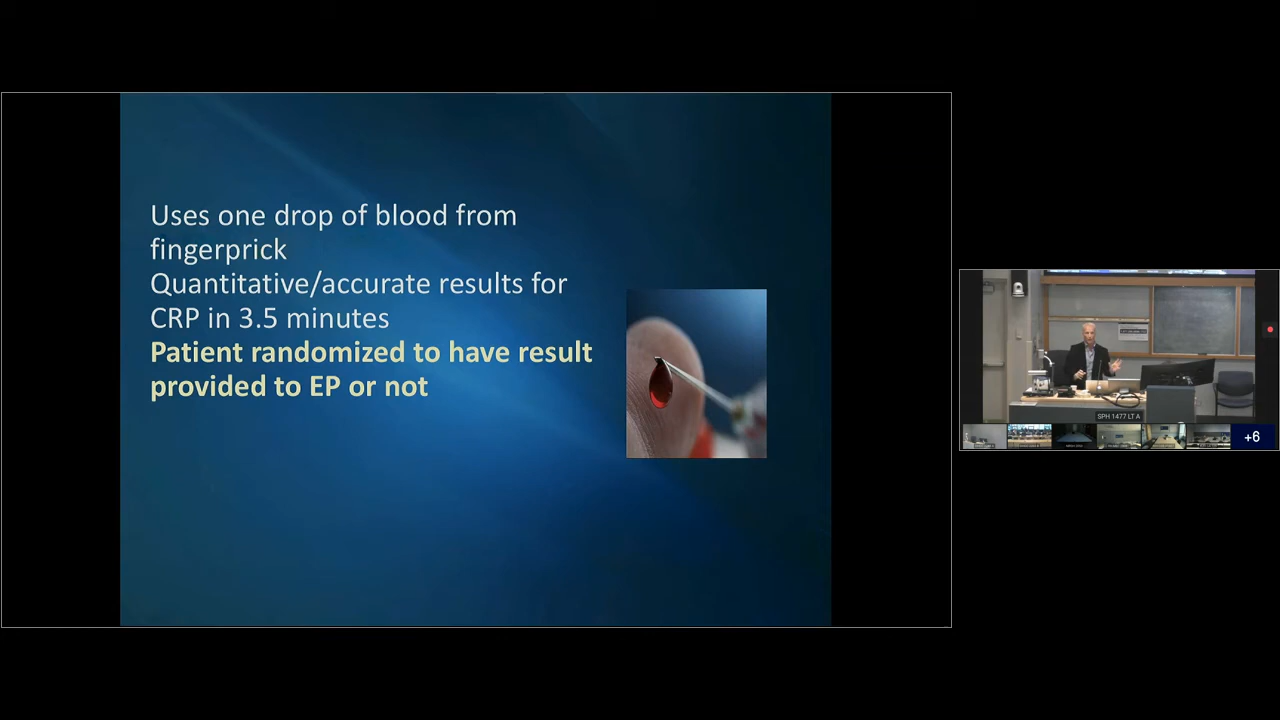 Uses one drop of blood from
fingerprick
Quantitative/accurate results for
CRP in 3.5 minutes
Patient randomized to have result
provided to EP or not
SPH 1477 LT A
+6